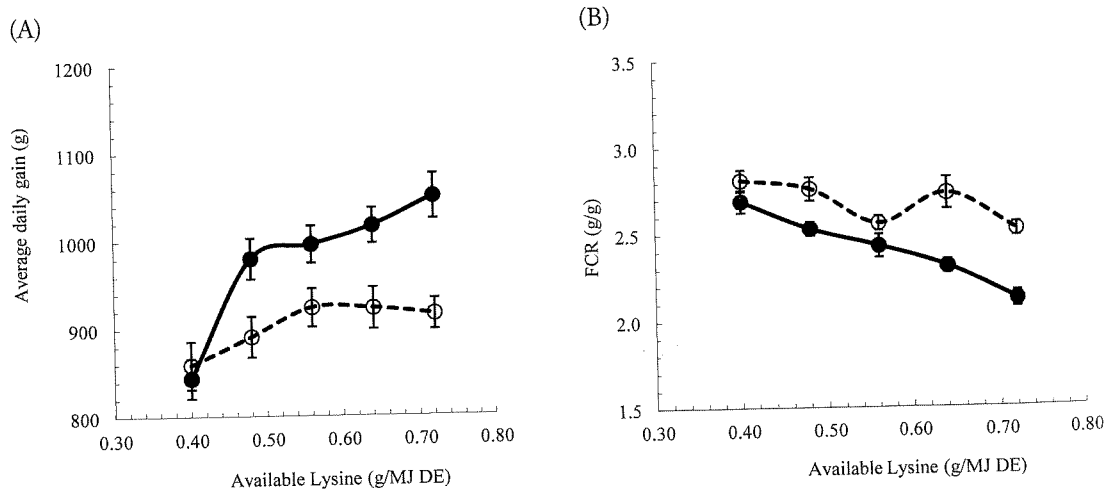 (A)
Average daily gain (g)
1200
1100
1000
900
800
0.30 0.40 0.50 0.60 0.70 0.80
Available Lysine (g/MJ DE)
(B)
FCR (g/g)
3.5
3.0
2.5
2.0
1.5
0.30 0.40 0.50 0.60 0.70 0.80
Available Lysine (g/MJ DE)